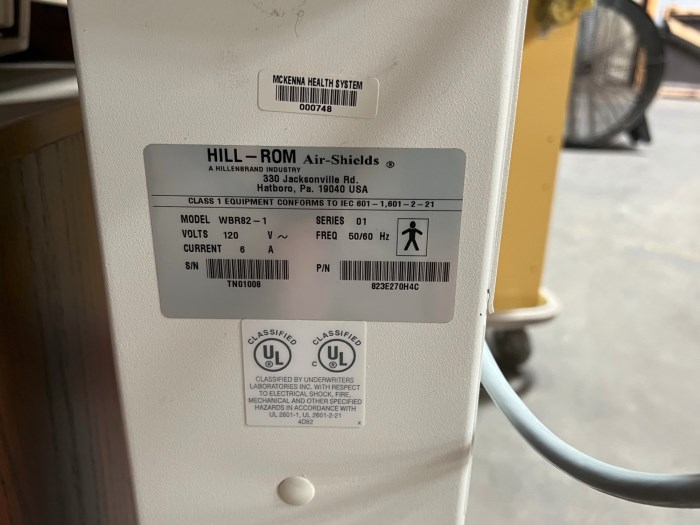 MCKENNA HEALTH SYSTEM
000748
HILL-ROM Air-Shields ®
A HILLENBRAND INDUSTRY
330 Jacksonville Rd.
Hatboro, Pa. 19040 USA
CLASS 1 EQUIPMENT CONFORMS TO IEC 601-1,601-2-21
MODEL WBR82-1 SERIES 01
VOLTS 120 V~ FREQ 50/60 Hz
CURRENT 6 A
S/N TN01008
P/N 823E270H4C
CLASSIFIED UL ®
CLASSIFIED C UL ®
CLASSIFIED BY UNDERWRITERS
LABORATORIES INC. WITH RESPECT
TO ELECTRICAL SHOCK, FIRE,
MECHANICAL AND OTHER SPECIFIED
HAZARDS IN ACCORDANCE WITH
UL 2601-1, UL 2601-2-21
4D82